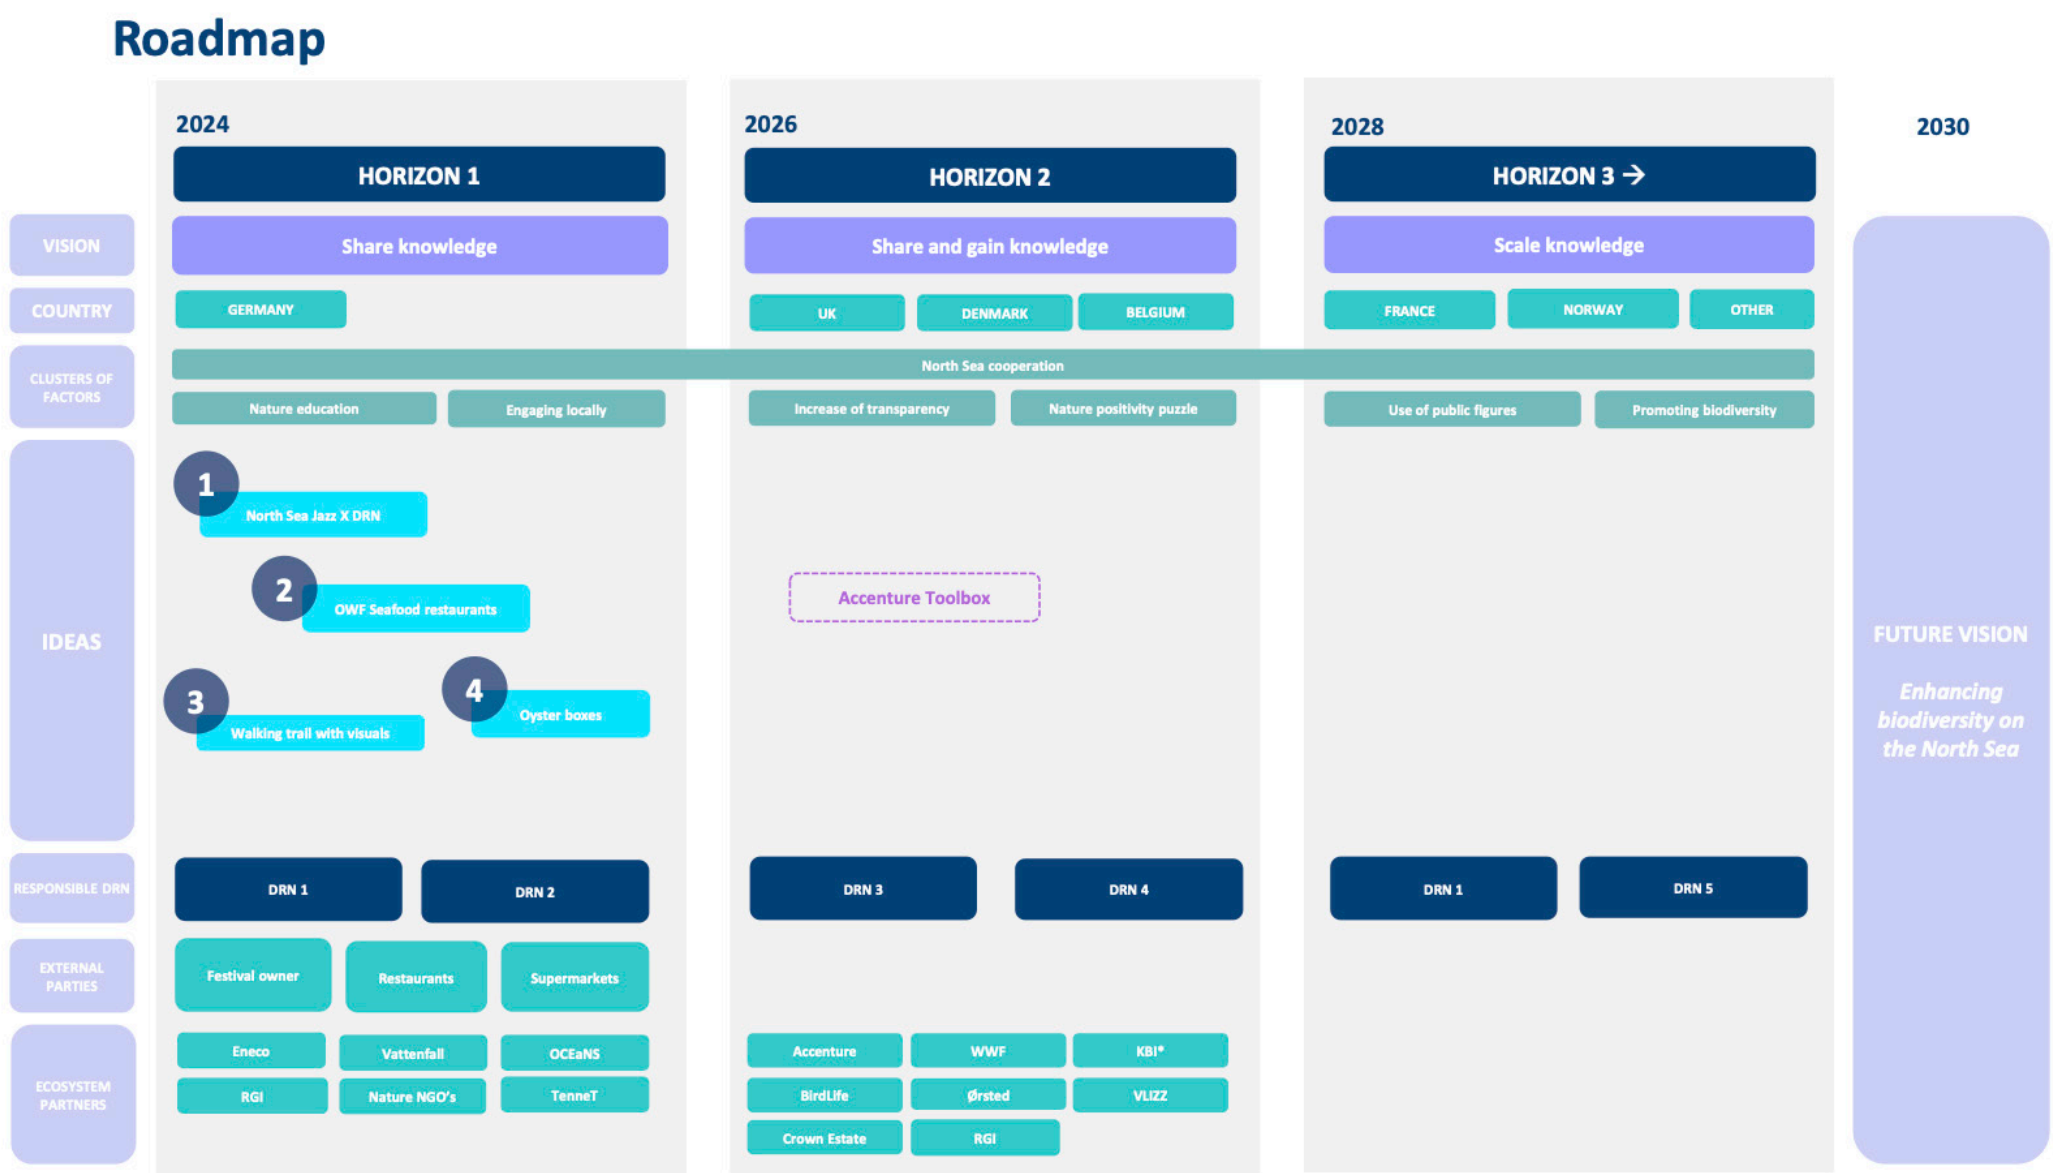 Roadmap
2024
2026
2028
2030
HORIZON 1
HORIZON 2
HORIZON 3 →
VISION
Share knowledge
Share and gain knowledge
Scale knowledge
COUNTRY
GERMANY
UK
DENMARK
BELGIUM
FRANCE
NORWAY
OTHER
CLUSTERS OF
FACTORS
North Sea cooperation
Nature education
Engaging locally
Increase of transparency
Nature positivity puzzle
Use of public figures
Promoting biodiversity
IDEAS
1
North Sea Jazz X DRN
2
OWF Seafood restaurants
3
Walking trail with visuals
4
Oyster boxes
Accenture Toolbox
FUTURE VISION
Enhancing
biodiversity on
the North Sea
RESPONSIBLE DRN
DRN 1
DRN 2
DRN 3
DRN 4
DRN 1
DRN 5
EXTERNAL
PARTIES
Festival owner
Restaurants
Supermarkets
ECOSYSTEM
PARTNERS
Eneco
Vattenfall
OCEaNS
RGI
Nature NGO's
TenneT
Accenture
WWF
KBI*
BirdLife
Ørsted
VLIZZ
Crown Estate
RGI